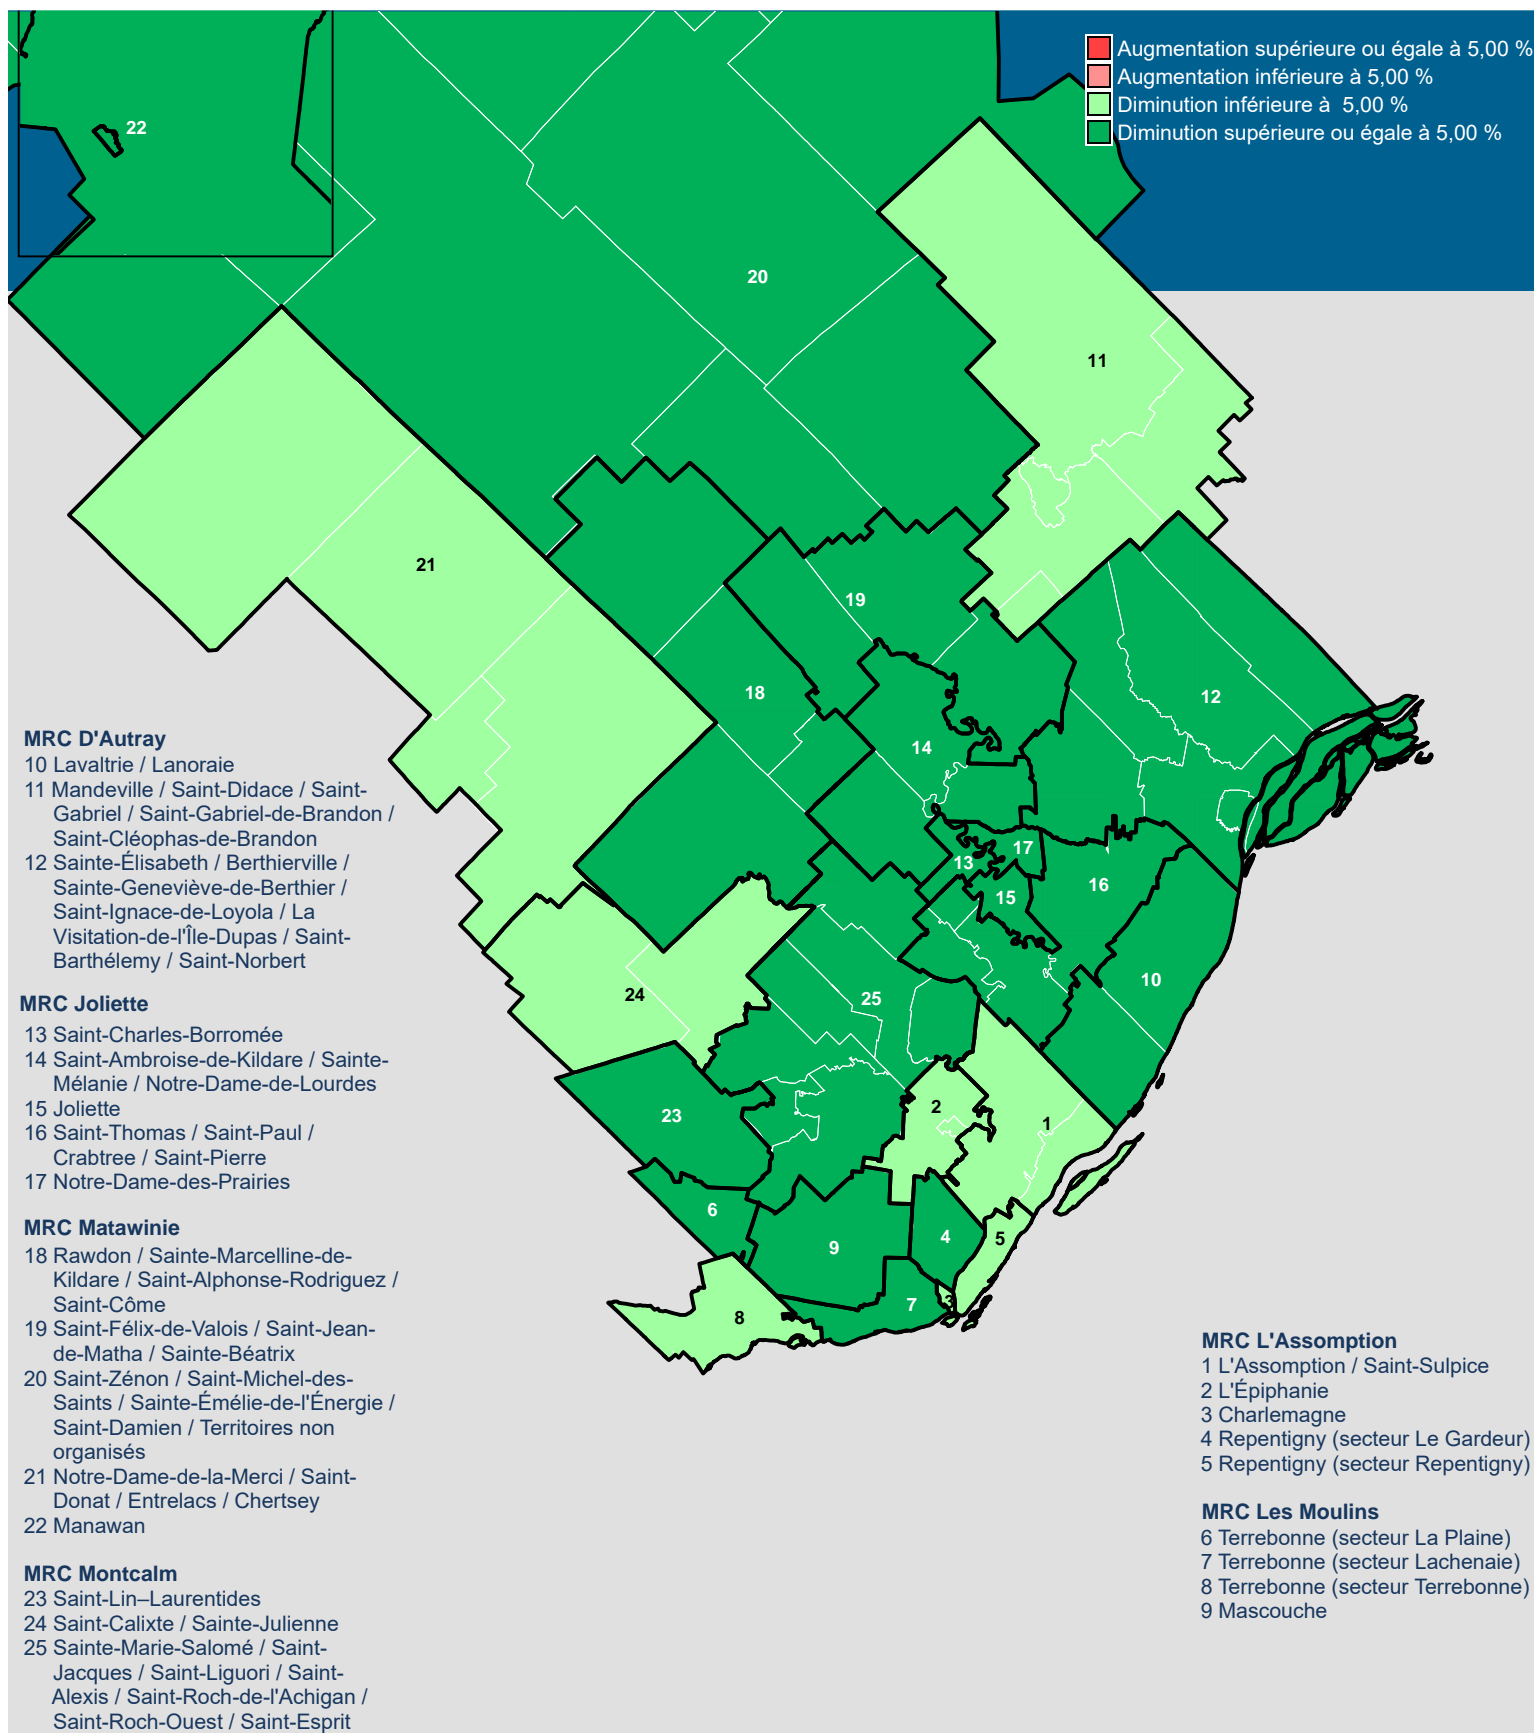 Augmentation supérieure ou égale à 5,00 %
Augmentation inférieure à 5,00 %
Diminution inférieure à  5,00 %
Diminution supérieure ou égale à 5,00 %
22
20
11
21
19
18
12
14
17
13
16
15
10
24
25
23
2
1
6
4
5
9
7
3
8
MRC D'Autray
10 Lavaltrie / Lanoraie
11 Mandeville / Saint-Didace / Saint-
Gabriel / Saint-Gabriel-de-Brandon /
Saint-Cléophas-de-Brandon
12 Sainte-Élisabeth / Berthierville /
Sainte-Geneviève-de-Berthier /
Saint-Ignace-de-Loyola / La
Visitation-de-l'Île-Dupas / Saint-
Barthélemy / Saint-Norbert
MRC Joliette
13 Saint-Charles-Borromée
14 Saint-Ambroise-de-Kildare / Sainte-
Mélanie / Notre-Dame-de-Lourdes
15 Joliette
16 Saint-Thomas / Saint-Paul /
Crabtree / Saint-Pierre
17 Notre-Dame-des-Prairies
MRC Matawinie
18 Rawdon / Sainte-Marcelline-de-
Kildare / Saint-Alphonse-Rodriguez /
Saint-Côme
19 Saint-Félix-de-Valois / Saint-Jean-
de-Matha / Sainte-Béatrix
20 Saint-Zénon / Saint-Michel-des-
Saints / Sainte-Émélie-de-l'Énergie /
Saint-Damien / Territoires non
organisés
21 Notre-Dame-de-la-Merci / Saint-
Donat / Entrelacs / Chertsey
22 Manawan
MRC Montcalm
23 Saint-Lin–Laurentides
24 Saint-Calixte / Sainte-Julienne
25 Sainte-Marie-Salomé / Saint-
Jacques / Saint-Liguori / Saint-
Alexis / Saint-Roch-de-l'Achigan /
Saint-Roch-Ouest / Saint-Esprit
MRC L'Assomption
1 L'Assomption / Saint-Sulpice
2 L'Épiphanie
3 Charlemagne
4 Repentigny (secteur Le Gardeur)
5 Repentigny (secteur Repentigny)
MRC Les Moulins
6 Terrebonne (secteur La Plaine)
7 Terrebonne (secteur Lachenaie)
8 Terrebonne (secteur Terrebonne)
9 Mascouche